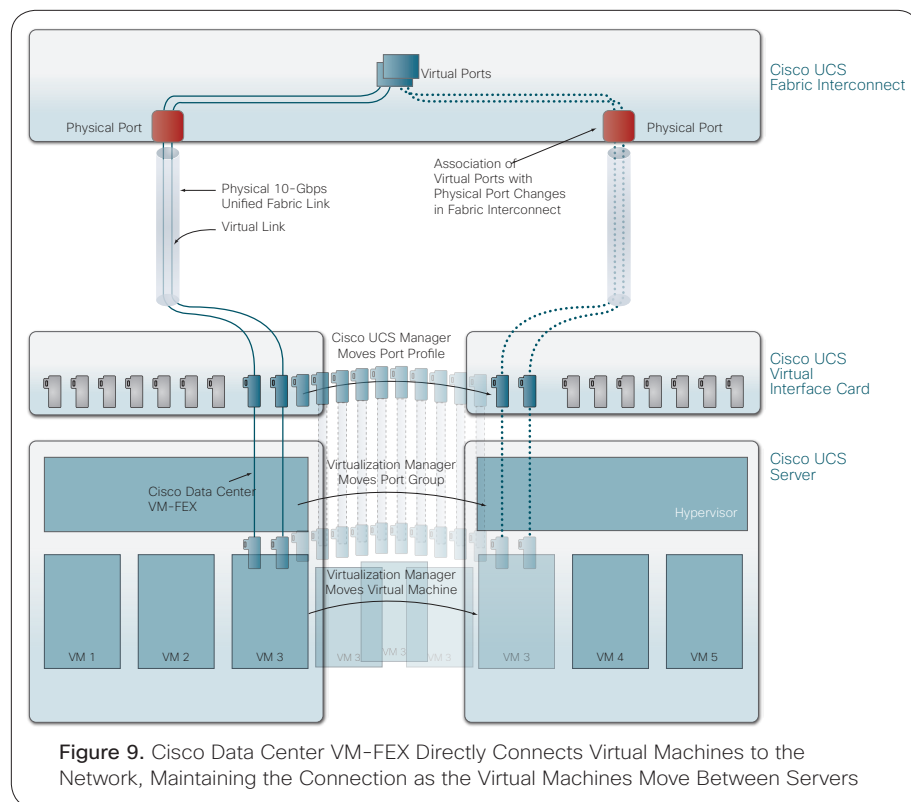 Virtual Ports
Cisco UCS
Fabric Interconnect
Physical Port
Physical Port
Association of
Virtual Ports with
Physical Port Changes
in Fabric Interconnect
Physical 10-Gbps
Unified Fabric Link
Virtual Link
Cisco UCS Manager
Moves Port Profile
Cisco UCS
Virtual
Interface Card
Cisco UCS
Server
Virtualization Manager
Moves Port Group
Cisco Data Center
VM-FEX
Hypervisor
Virtualization Manager
Moves Virtual Machine
VM 1
VM 2
VM 3
VM 3
VM 3
VM 3
VM 3
VM 4
VM 5
Figure 9. Cisco Data Center VM-FEX Directly Connects Virtual Machines to the
Network, Maintaining the Connection as the Virtual Machines Move Between Servers